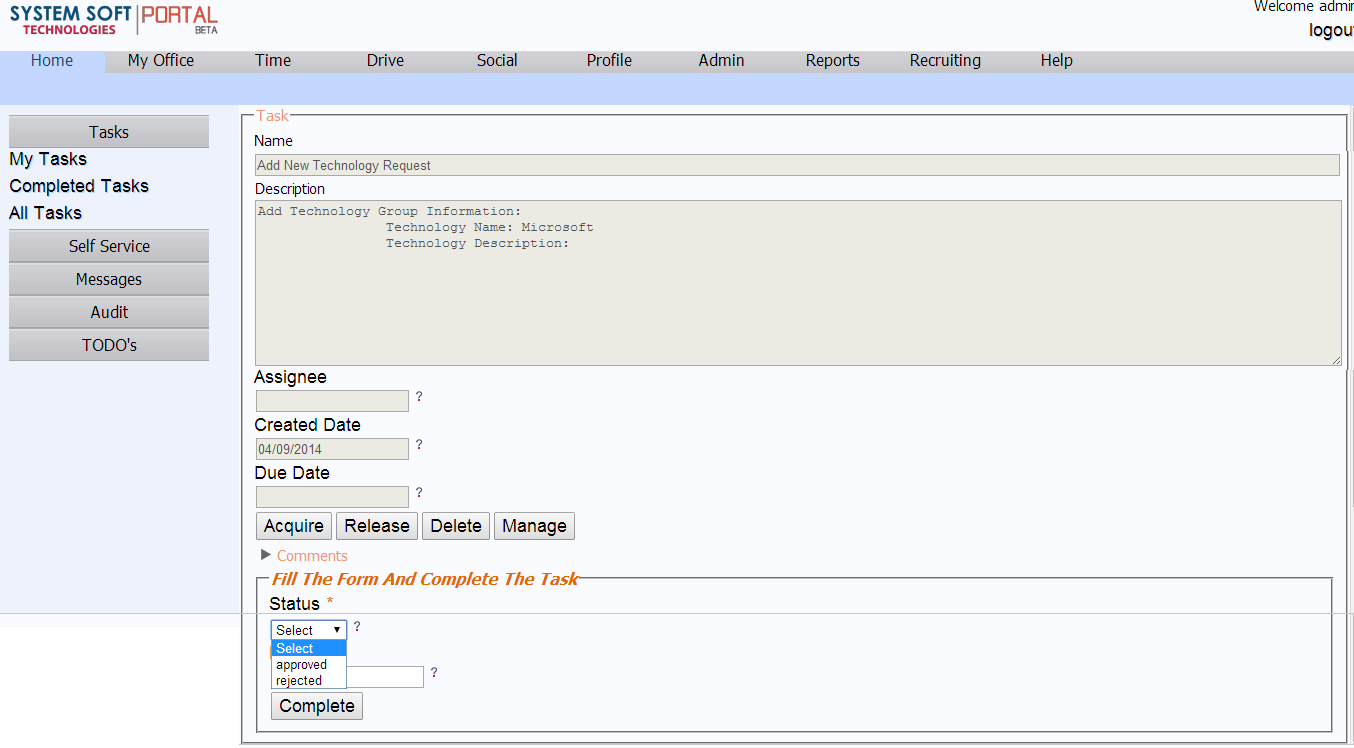 SYSTEM SOFT PORTAL
TECHNOLOGIES BETA
Welcome admin
logout
Home My Office Time Drive Social Profile Admin Reports Recruiting Help
Tasks
My Tasks
Completed Tasks
All Tasks
Self Service
Messages
Audit
TODO's
Task
Name
Add New Technology Request
Description
Add Technology Group Information:
Technology Name: Microsoft
Technology Description:
Assignee
?
Created Date
04/09/2014 ?
Due Date
?
Acquire Release Delete Manage
Comments
Fill The Form And Complete The Task
Status *
Select ?
Select
approved
rejected
?
Complete